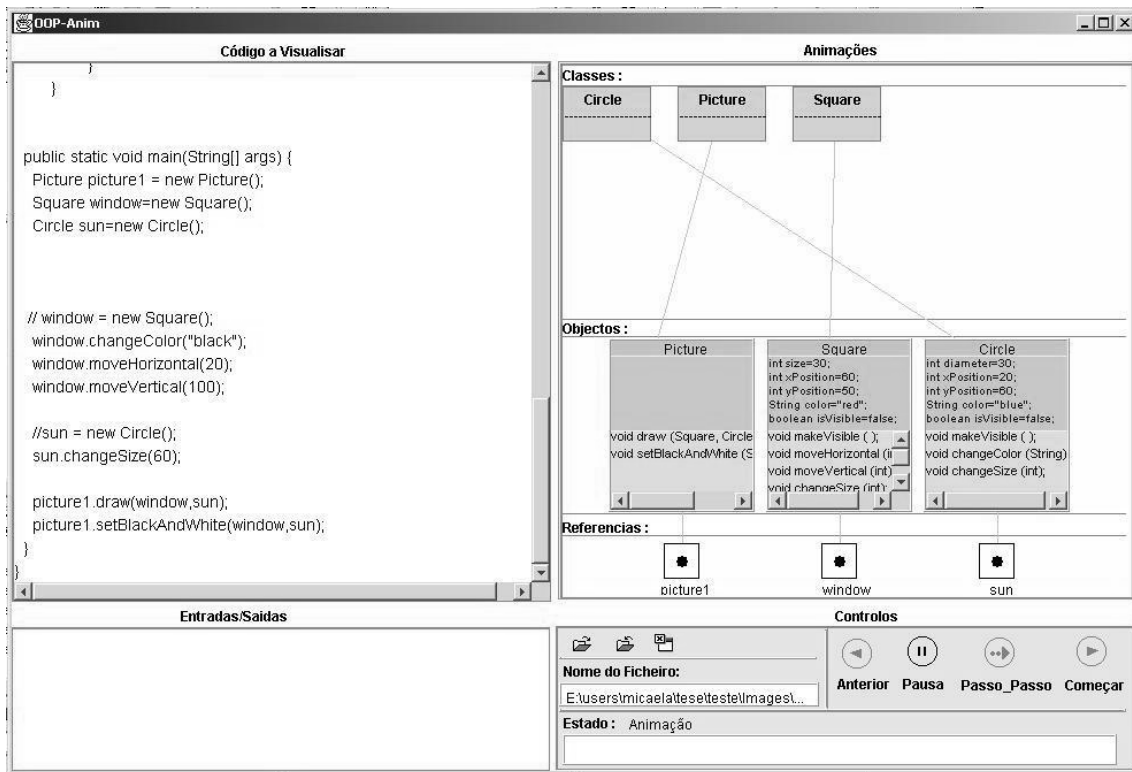 OOP-Anim
Código a Visualisar
}
}
public static void main(String[] args) {
Picture picture1 = new Picture();
Square window=new Square();
Circle sun=new Circle();
// window = new Square();
window.changeColor("black");
window.moveHorizontal(20);
window.moveVertical(100);
//sun = new Circle();
sun.changeSize(60);
picture1.draw(window,sun);
picture1.setBlackAndWhite(window,sun);
}
}
Animações
Classes :
Circle
Picture
Square
Objectos :
Picture
void draw (Square, Circle
void setBlackAndWhite (S
Square
int size=30;
int xPosition=60;
int yPosition=50;
String color="red";
boolean isVisible=false;
void makeVisible ( );
void moveHorizontal (i
void moveVertical (int)
void changeSize (int);
Circle
int diameter=30;
int xPosition=20;
int yPosition=60;
String color="blue";
boolean isVisible=false;
void makeVisible ( );
void changeColor (String)
void changeSize (int);
Referencias :
picture1
window
sun
Entradas/Saidas
Controlos
Nome do Ficheiro:
E:\users\micaela\tese\teste\Images\...
Anterior
Pausa
Passo_Passo
Começar
Estado : Animação